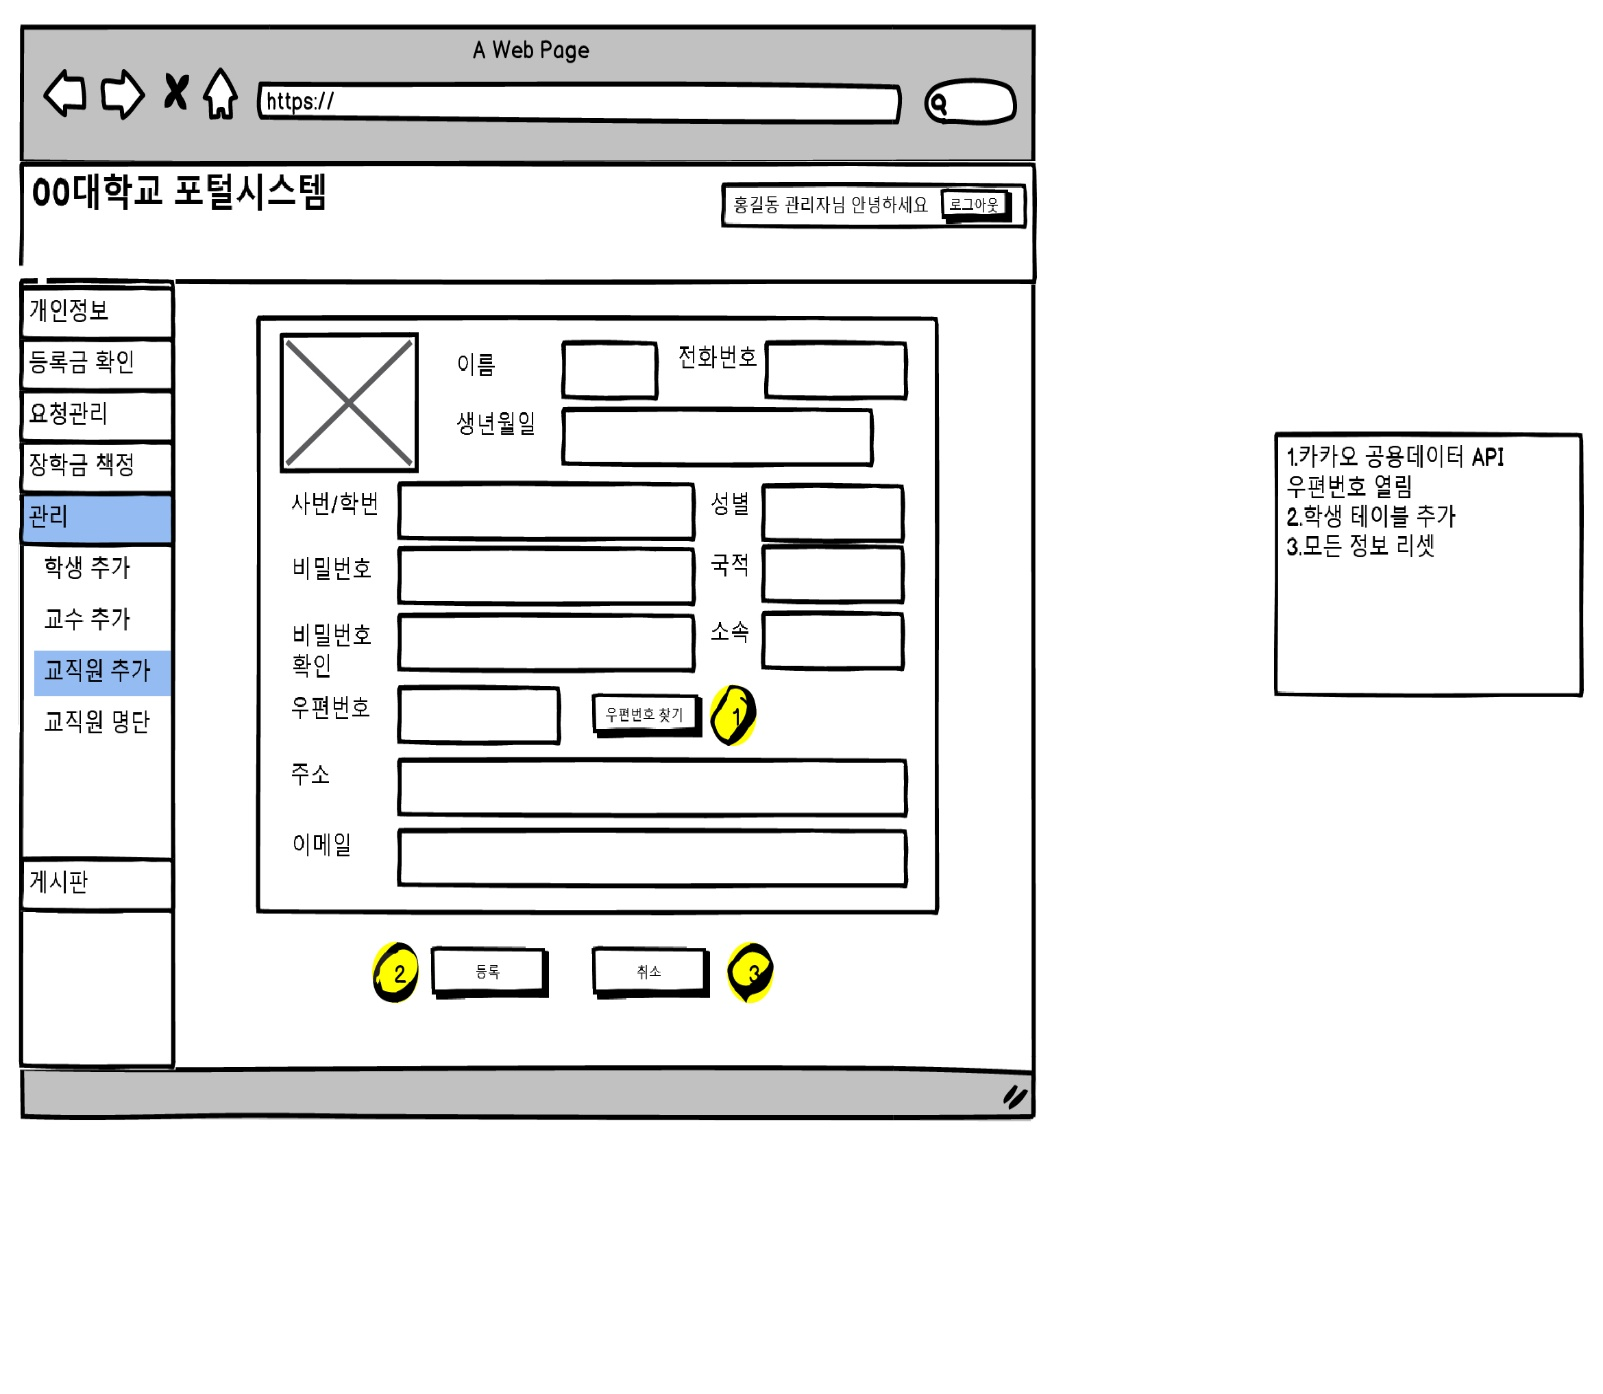 A Web Page
https://
00대학교 포털시스템
홍길동 관리자님 안녕하세요
로그아웃
개인정보
등록금 확인
요청관리
장학금 책정
관리
학생 추가
교수 추가
교직원 추가
교직원 명단
게시판
이름
전화번호
생년월일
사번/학번
성별
비밀번호
국적
비밀번호
확인
소속
우편번호
우편번호 찾기
1
주소
이메일
2
등록
취소
3
1.카카오 공용데이터 API
우편번호 열림
2.학생 테이블 추가
3.모든 정보 리셋